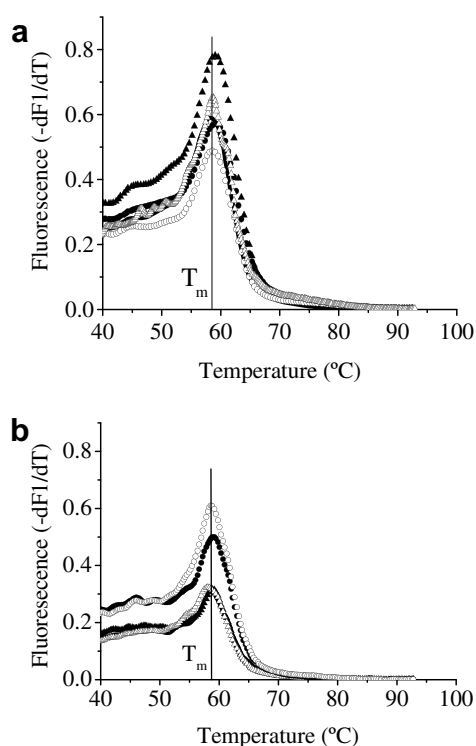 a
Fluorescence (-dF1/dT)
0.8
0.6
0.4
0.2
0.0
Tm
40 50 60 70 80 90 100
Temperature (ºC)
b
Fluoresecence (-dF1/dT)
0.8
0.6
0.4
0.2
0.0
Tm
40 50 60 70 80 90 100
Temperature (ºC)